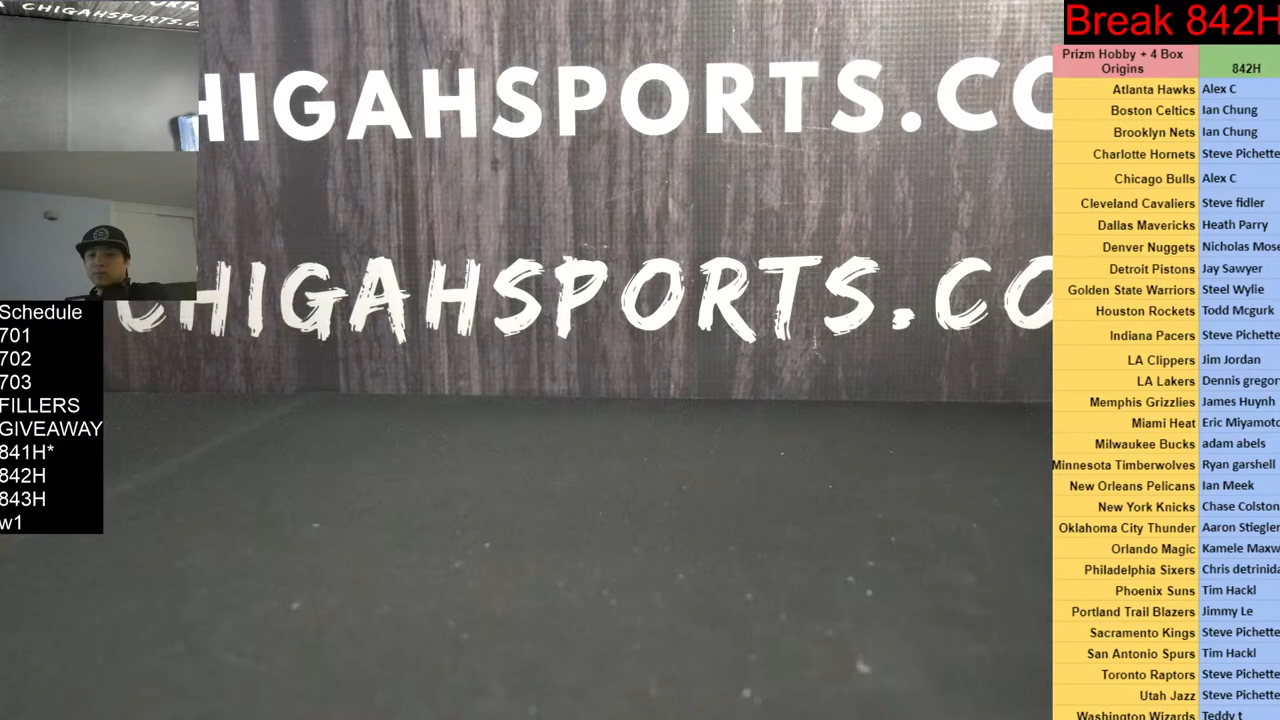 CHIGAHSPORTS.C
HIGAHSPORTS.CO
CHIGAHSPORTS.CO
Schedule
701
702
703
FILLERS
GIVEAWAY
841H*
842H
843H
w1
Break 842H
Prizm Hobby + 4 Box Origins 842H
Atlanta Hawks Alex C
Boston Celtics Ian Chung
Brooklyn Nets Ian Chung
Charlotte Hornets Steve Pichette
Chicago Bulls Alex C
Cleveland Cavaliers Steve fidler
Dallas Mavericks Heath Parry
Denver Nuggets Nicholas Mose
Detroit Pistons Jay Sawyer
Golden State Warriors Steel Wylie
Houston Rockets Todd Mcgurk
Indiana Pacers Steve Pichette
LA Clippers Jim Jordan
LA Lakers Dennis gregor
Memphis Grizzlies James Huynh
Miami Heat Eric Miyamoto
Milwaukee Bucks adam abels
Minnesota Timberwolves Ryan garshell
New Orleans Pelicans Ian Meek
New York Knicks Chase Colston
Oklahoma City Thunder Aaron Stiegler
Orlando Magic Kamele Maxw
Philadelphia Sixers Chris detrinida
Phoenix Suns Tim Hackl
Portland Trail Blazers Jimmy Le
Sacramento Kings Steve Pichette
San Antonio Spurs Tim Hackl
Toronto Raptors Steve Pichette
Utah Jazz Steve Pichette
Washington Wizards Teddy t